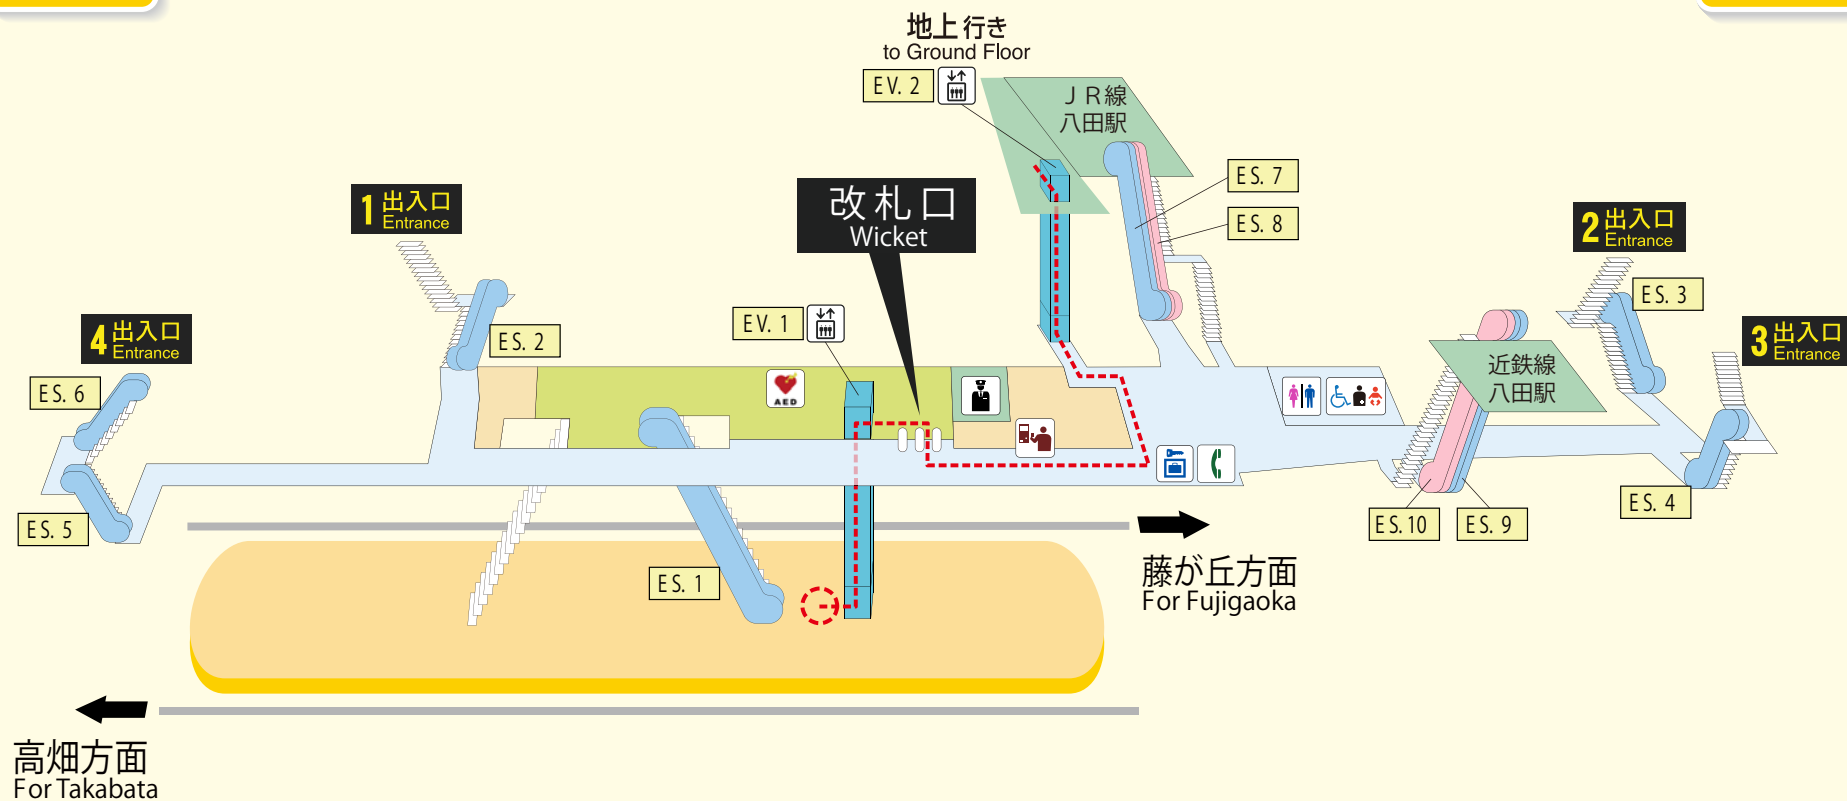 地上 行き
to Ground Floor
EV. 2
JR線
八田駅
ES. 7
改札口
Wicket
1 出入口
Entrance
ES. 8
2 出入口
Entrance
ES. 3
EV. 1
4 出入口
Entrance
ES. 2
3 出入口
Entrance
近鉄線
八田駅
ES. 6
AED
ES. 4
ES. 5
ES. 10
ES. 9
ES. 1
藤が丘方面
For Fujigaoka
高畑方面
For Takabata